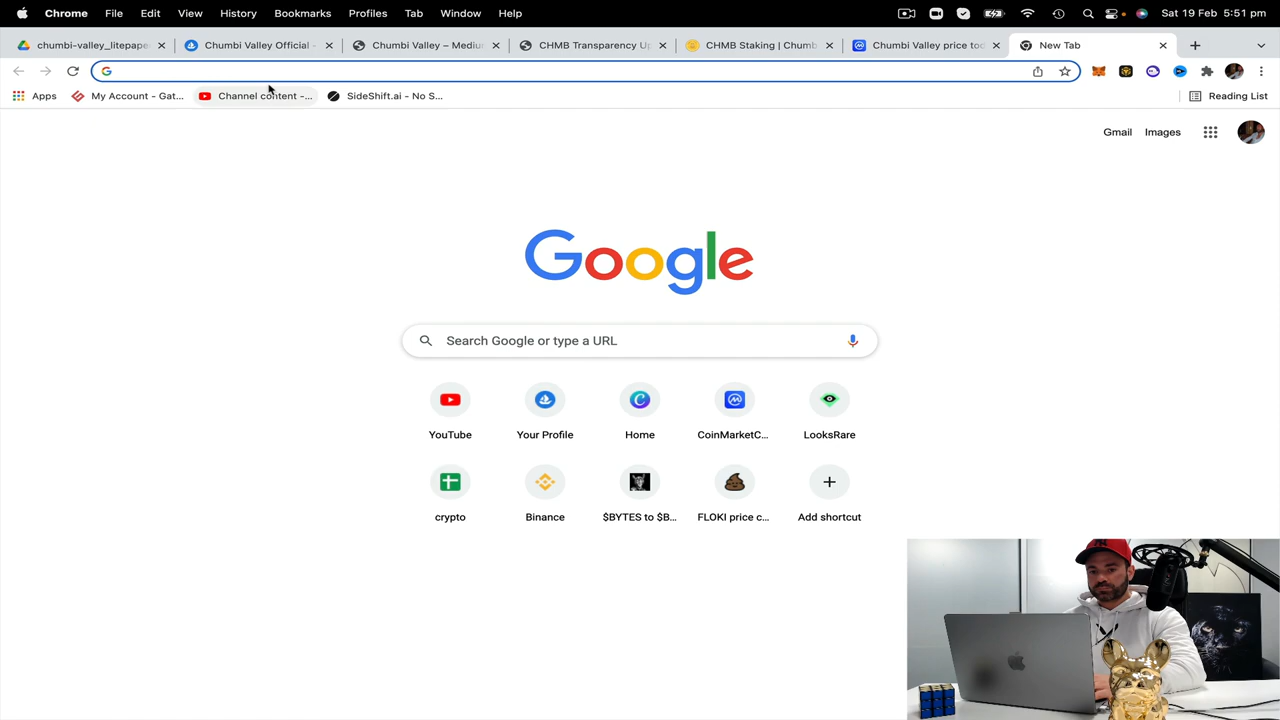 Chrome File Edit View History Bookmarks Profiles Tab Window Help Sat 19 Feb 5:51 pm
chumbi-valley_litepape Chumbi Valley Official - Chumbi Valley – Mediu CHMB Transparency Up CHMB Staking | Chumb Chumbi Valley price tod New Tab
Apps My Account - Gat... Channel content -... SideShift.ai – No S... Reading List
Gmail Images
Google
Search Google or type a URL
YouTube Your Profile Home CoinMarketC... LooksRare
crypto Binance $BYTES to $B... FLOKI price c... Add shortcut